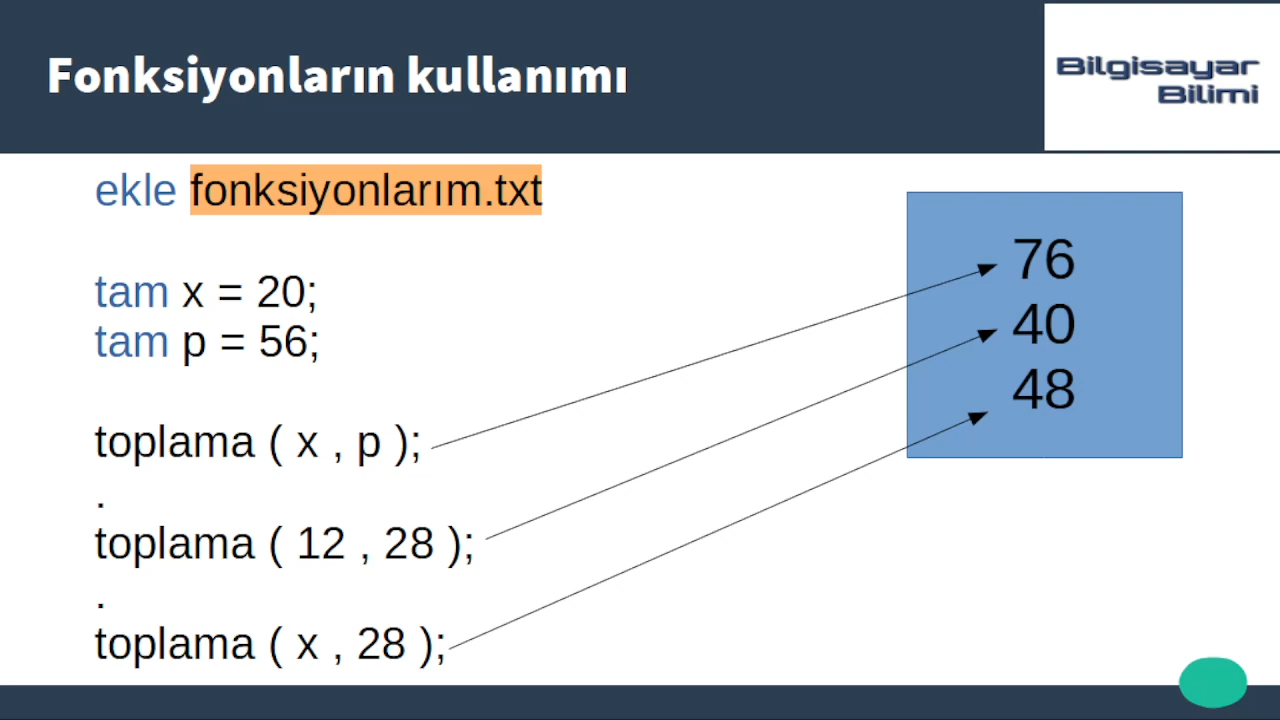 Fonksiyonların kullanımı
Bilgisayar
Bilimi
ekle fonksiyonlarım.txt
tam x = 20;
tam p = 56;
toplama ( x , p );
.
toplama ( 12 , 28 );
.
toplama ( x , 28 );
76
40
48